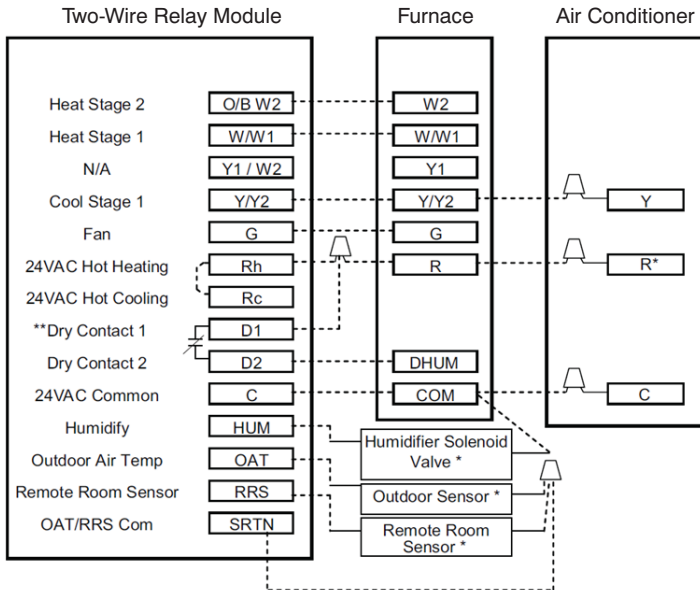 Two-Wire Relay Module Furnace Air Conditioner
Heat Stage 2 O/B W2 W2
Heat Stage 1 W/W1 W/W1
N/A Y1 / W2 Y1
Cool Stage 1 Y/Y2 Y/Y2 Y
Fan G G
24VAC Hot Heating Rh R R*
24VAC Hot Cooling Rc
**Dry Contact 1 D1
Dry Contact 2 D2 DHUM
24VAC Common C COM C
Humidify HUM
Humidifier Solenoid
Valve *
Outdoor Air Temp OAT
Outdoor Sensor *
Remote Room Sensor RRS
Remote Room
Sensor *
OAT/RRS Com SRTN